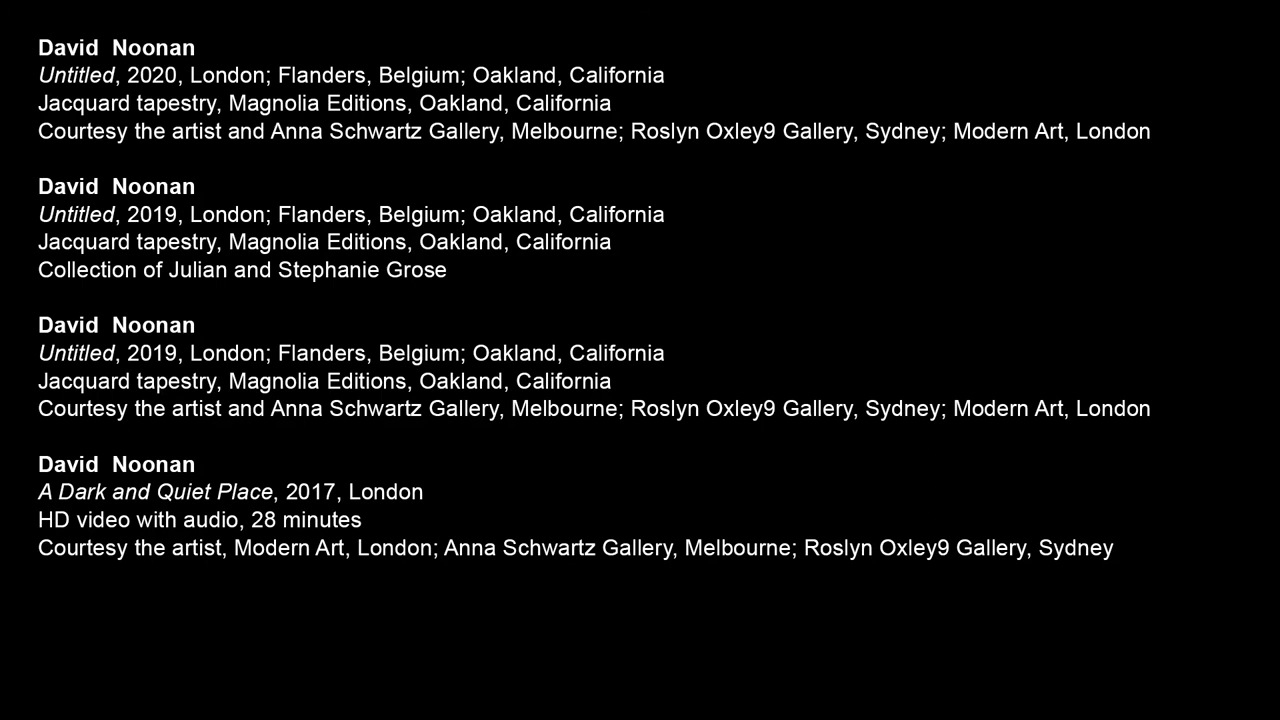 David  Noonan
Untitled, 2020, London; Flanders, Belgium; Oakland, California
Jacquard tapestry, Magnolia Editions, Oakland, California
Courtesy the artist and Anna Schwartz Gallery, Melbourne; Roslyn Oxley9 Gallery, Sydney; Modern Art, London
David  Noonan
Untitled, 2019, London; Flanders, Belgium; Oakland, California
Jacquard tapestry, Magnolia Editions, Oakland, California
Collection of Julian and Stephanie Grose
David  Noonan
Untitled, 2019, London; Flanders, Belgium; Oakland, California
Jacquard tapestry, Magnolia Editions, Oakland, California
Courtesy the artist and Anna Schwartz Gallery, Melbourne; Roslyn Oxley9 Gallery, Sydney; Modern Art, London
David  Noonan
A Dark and Quiet Place, 2017, London
HD video with audio, 28 minutes
Courtesy the artist, Modern Art, London; Anna Schwartz Gallery, Melbourne; Roslyn Oxley9 Gallery, Sydney